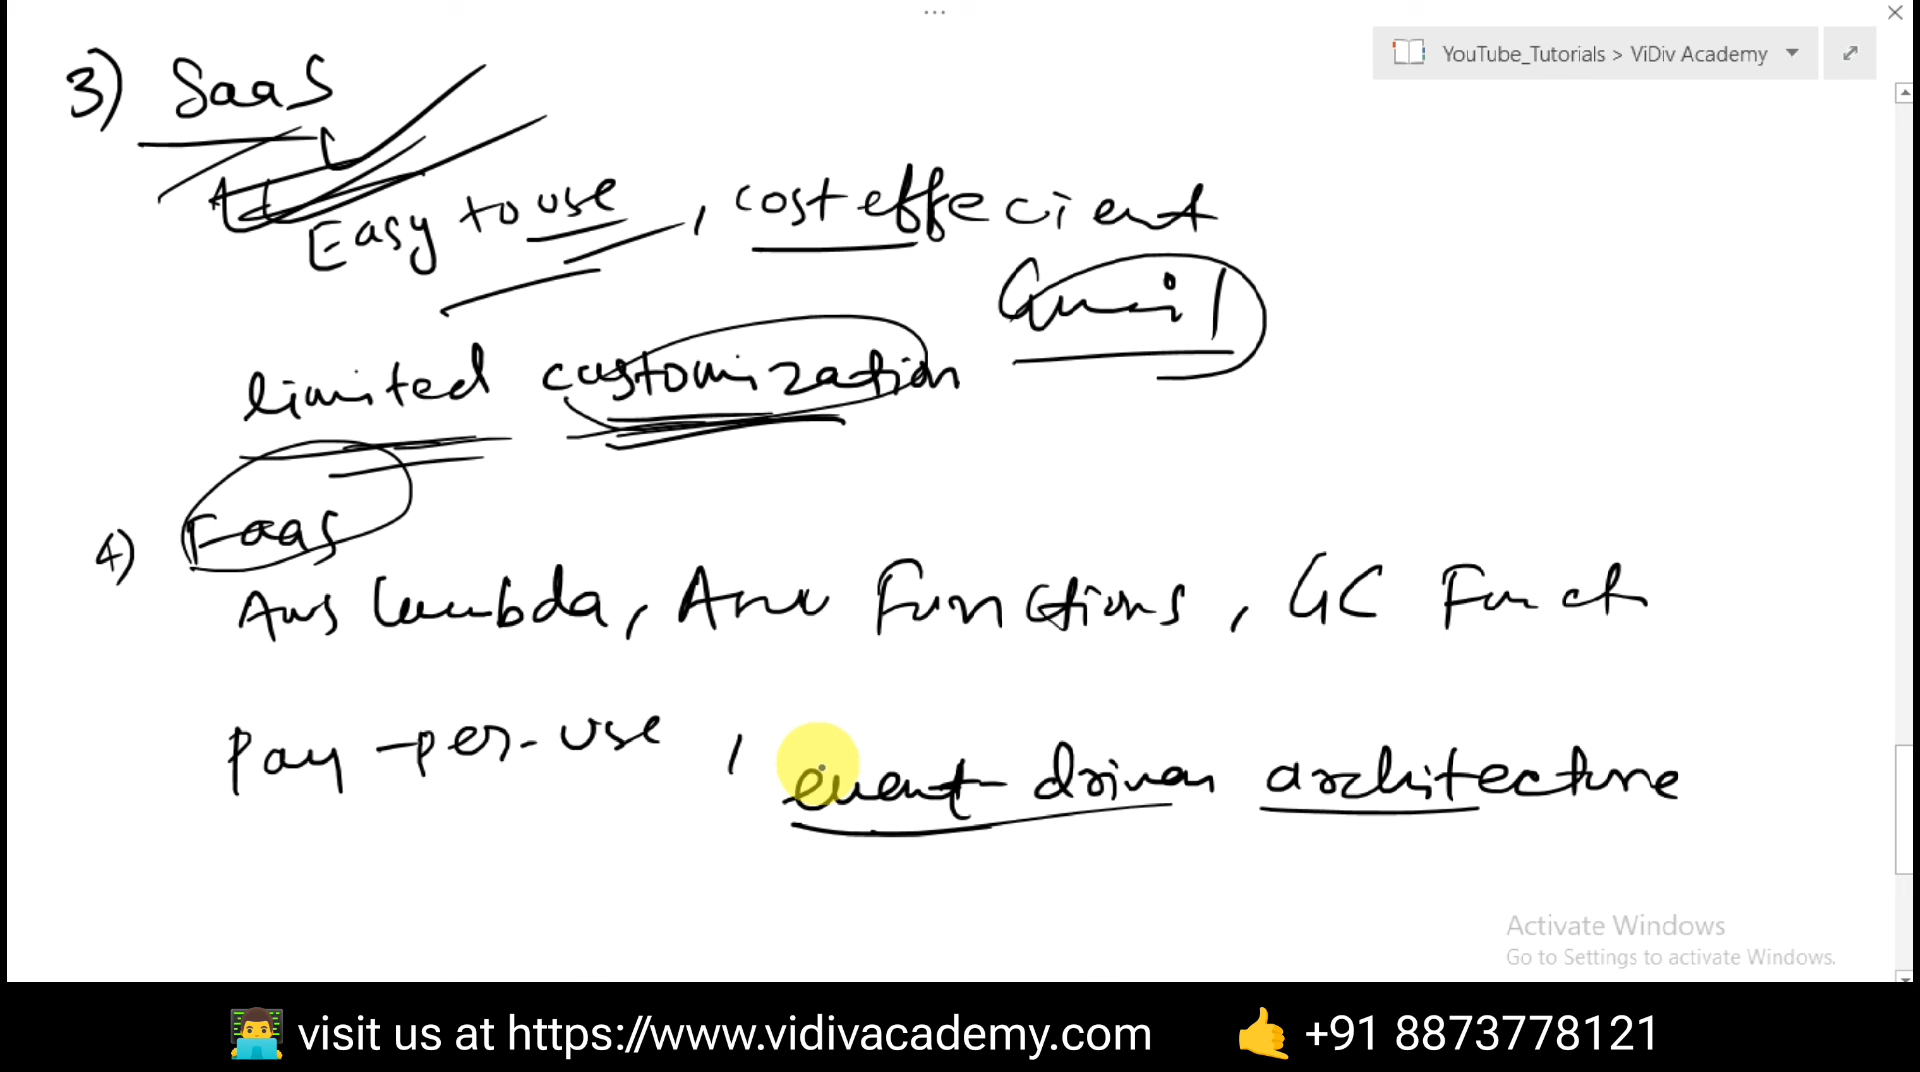 ...
YouTube_Tutorials > ViDiv Academy
3) SaaS
Easy to use, cost effecient
Gmail
limited customization
4) Faas
Aws lambda, Azure Functions, GC Funct
Pay-per-use, event-driven architecture
Activate Windows
Go to Settings to activate Windows.
visit us at https://www.vidivacademy.com +91 8873778121